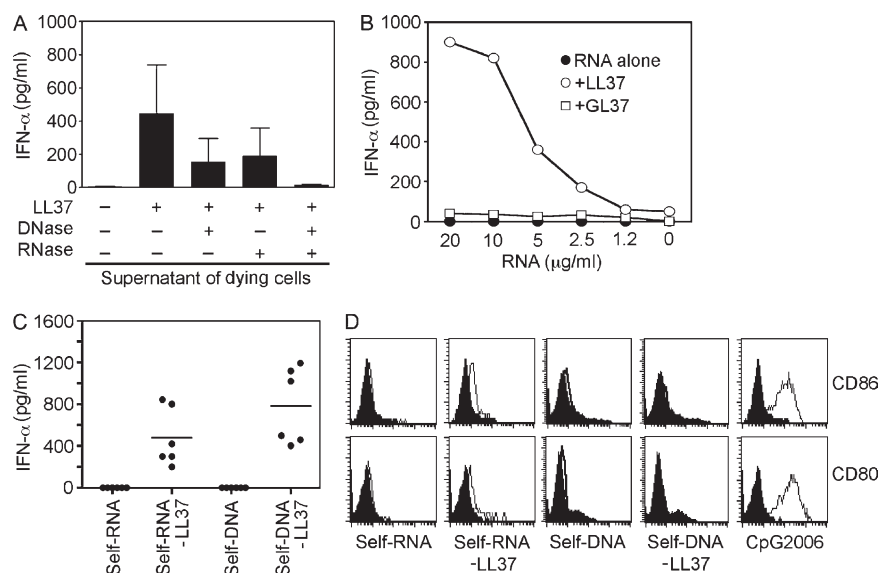 A
IFN-α (pg/ml)
1000
800
600
400
200
0
LL37 – + + + +
DNase – – + – +
RNase – – – + +
Supernatant of dying cells
B
IFN-α (pg/ml)
1000
800
600
400
200
0
RNA alone
+LL37
+GL37
20 10 5 2.5 1.2 0
RNA (μg/ml)
C
IFN-α (pg/ml)
1600
1200
800
400
0
Self-RNA
Self-RNA
-LL37
Self-DNA
Self-DNA
-LL37
D
CD86
CD80
Self-RNA
Self-RNA
-LL37
Self-DNA
Self-DNA
-LL37
CpG2006